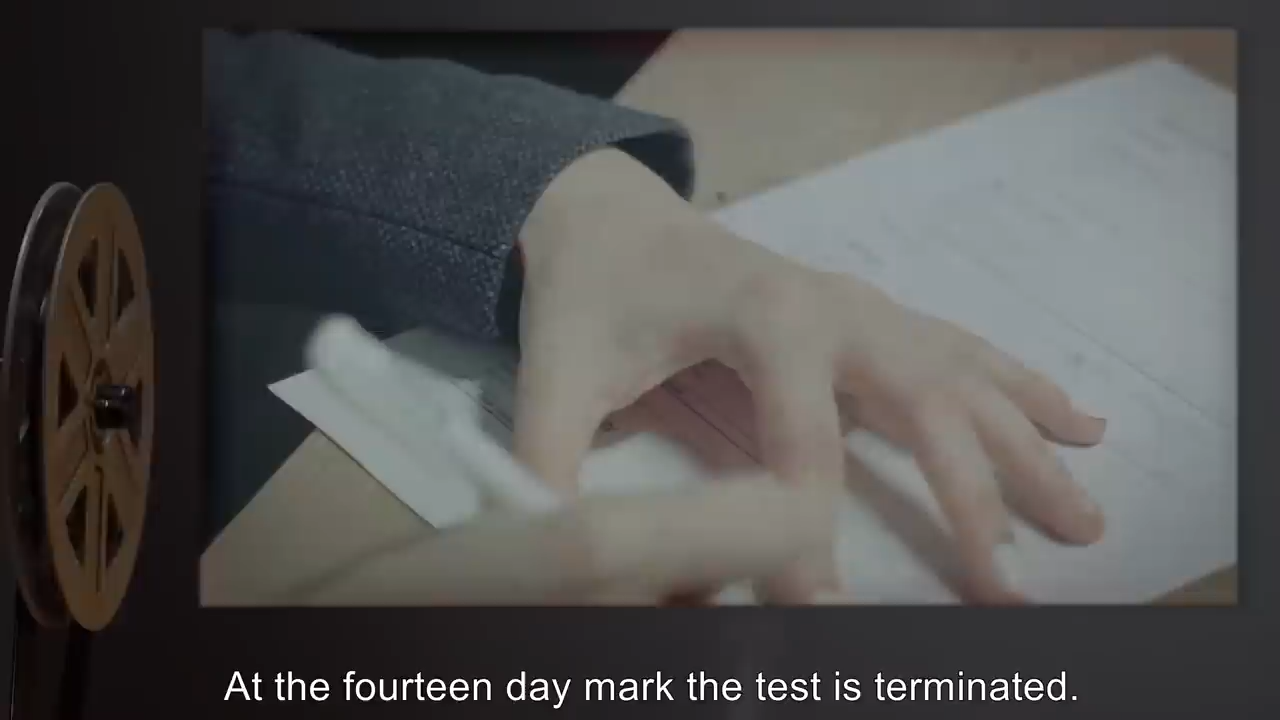 At the fourteen day mark the test is terminated.